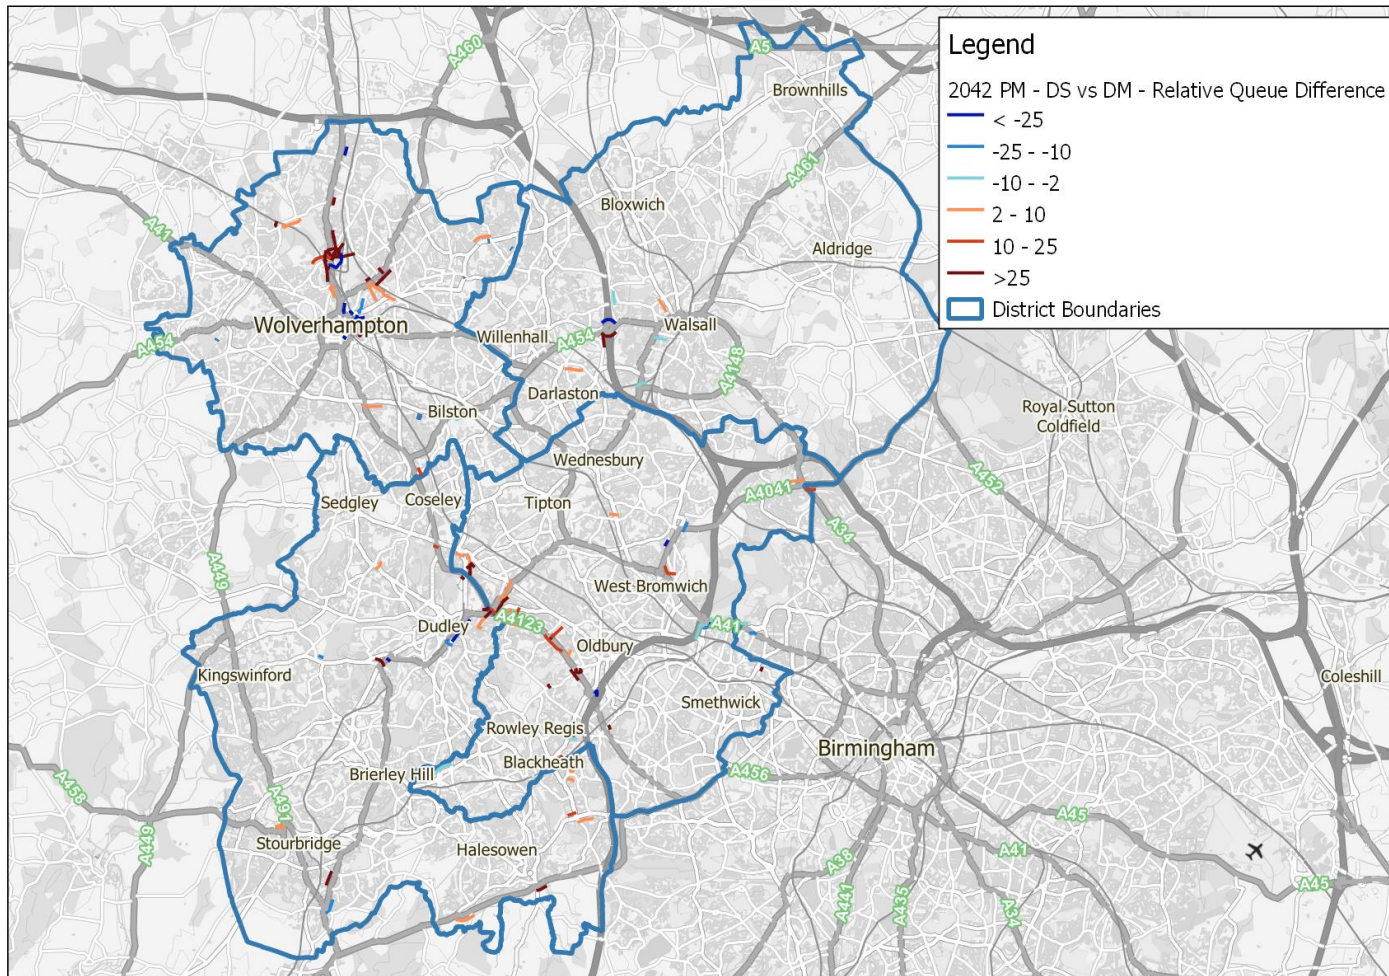 Legend
2042 PM - DS vs DM - Relative Queue Difference
< -25
-25 - -10
-10 - -2
2 - 10
10 - 25
>25
District Boundaries
A5
A460
Brownhills
A461
Bloxwich
A41
Aldridge
Wolverhampton
Willenhall
A454
Walsall
A454
A4148
Darlaston
Bilston
Royal Sutton
Coldfield
Wednesbury
A452
Sedgley
Coseley
Tipton
A4041
A34
A449
West Bromwich
Dudley
A4123
A41
Oldbury
Kingswinford
Coleshill
Smethwick
Rowley Regis
Birmingham
Blackheath
Brierley Hill
A456
A458
A491
A45
A449
Stourbridge
Halesowen
A38
A41
A45
A441
A435
A34